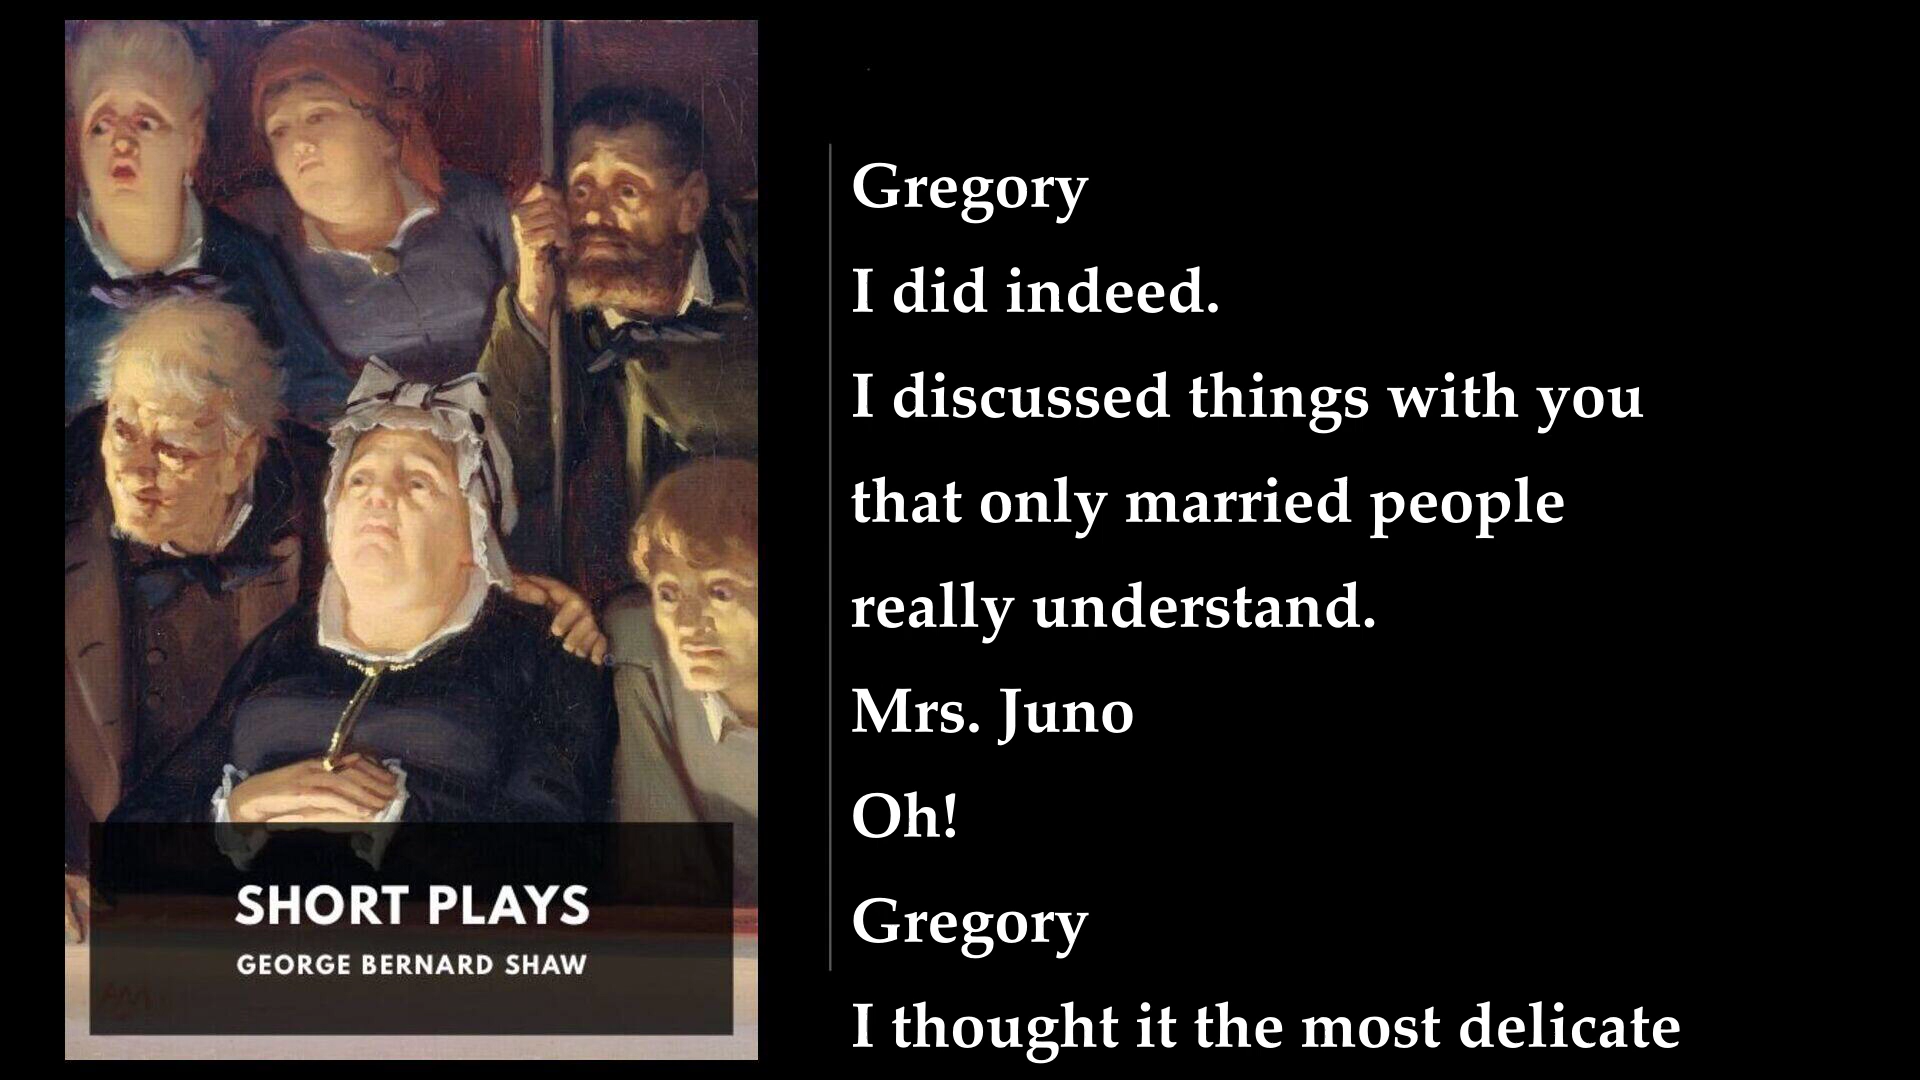 SHORT PLAYS
GEORGE BERNARD SHAW
Gregory
I did indeed.
I discussed things with you
that only married people
really understand.
Mrs. Juno
Oh!
Gregory
I thought it the most delicate